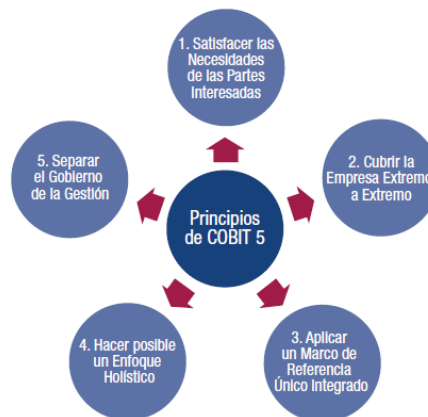 1. Satisfacer las
Necesidades
de las Partes
Interesadas
2. Cubrir la
Empresa Extremo
a Extremo
3. Aplicar
un Marco de
Referencia
Único Integrado
4. Hacer posible
un Enfoque
Holístico
5. Separar
el Gobierno
de la Gestión
Principios
de COBIT 5